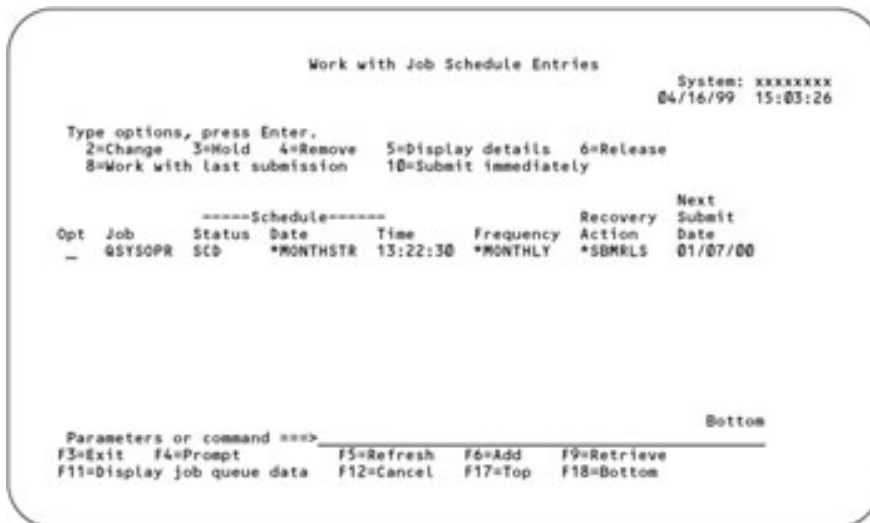 Work with Job Schedule Entries
System: xxxxxxxx
04/16/99 15:03:26
Type options, press Enter.
2=Change 3=Hold 4=Remove 5=Display details 6=Release
8=Work with last submission 10=Submit immediately
Next
-----Schedule------ Recovery Submit
Opt Job Status Date Time Frequency Action Date
_ QSYSOPR SCD *MONTHSTR 13:22:30 *MONTHLY *SBMRLS 01/07/00
Bottom
Parameters or command ===>
F3=Exit F4=Prompt F5=Refresh F6=Add F9=Retrieve
F11=Display job queue data F12=Cancel F17=Top F18=Bottom